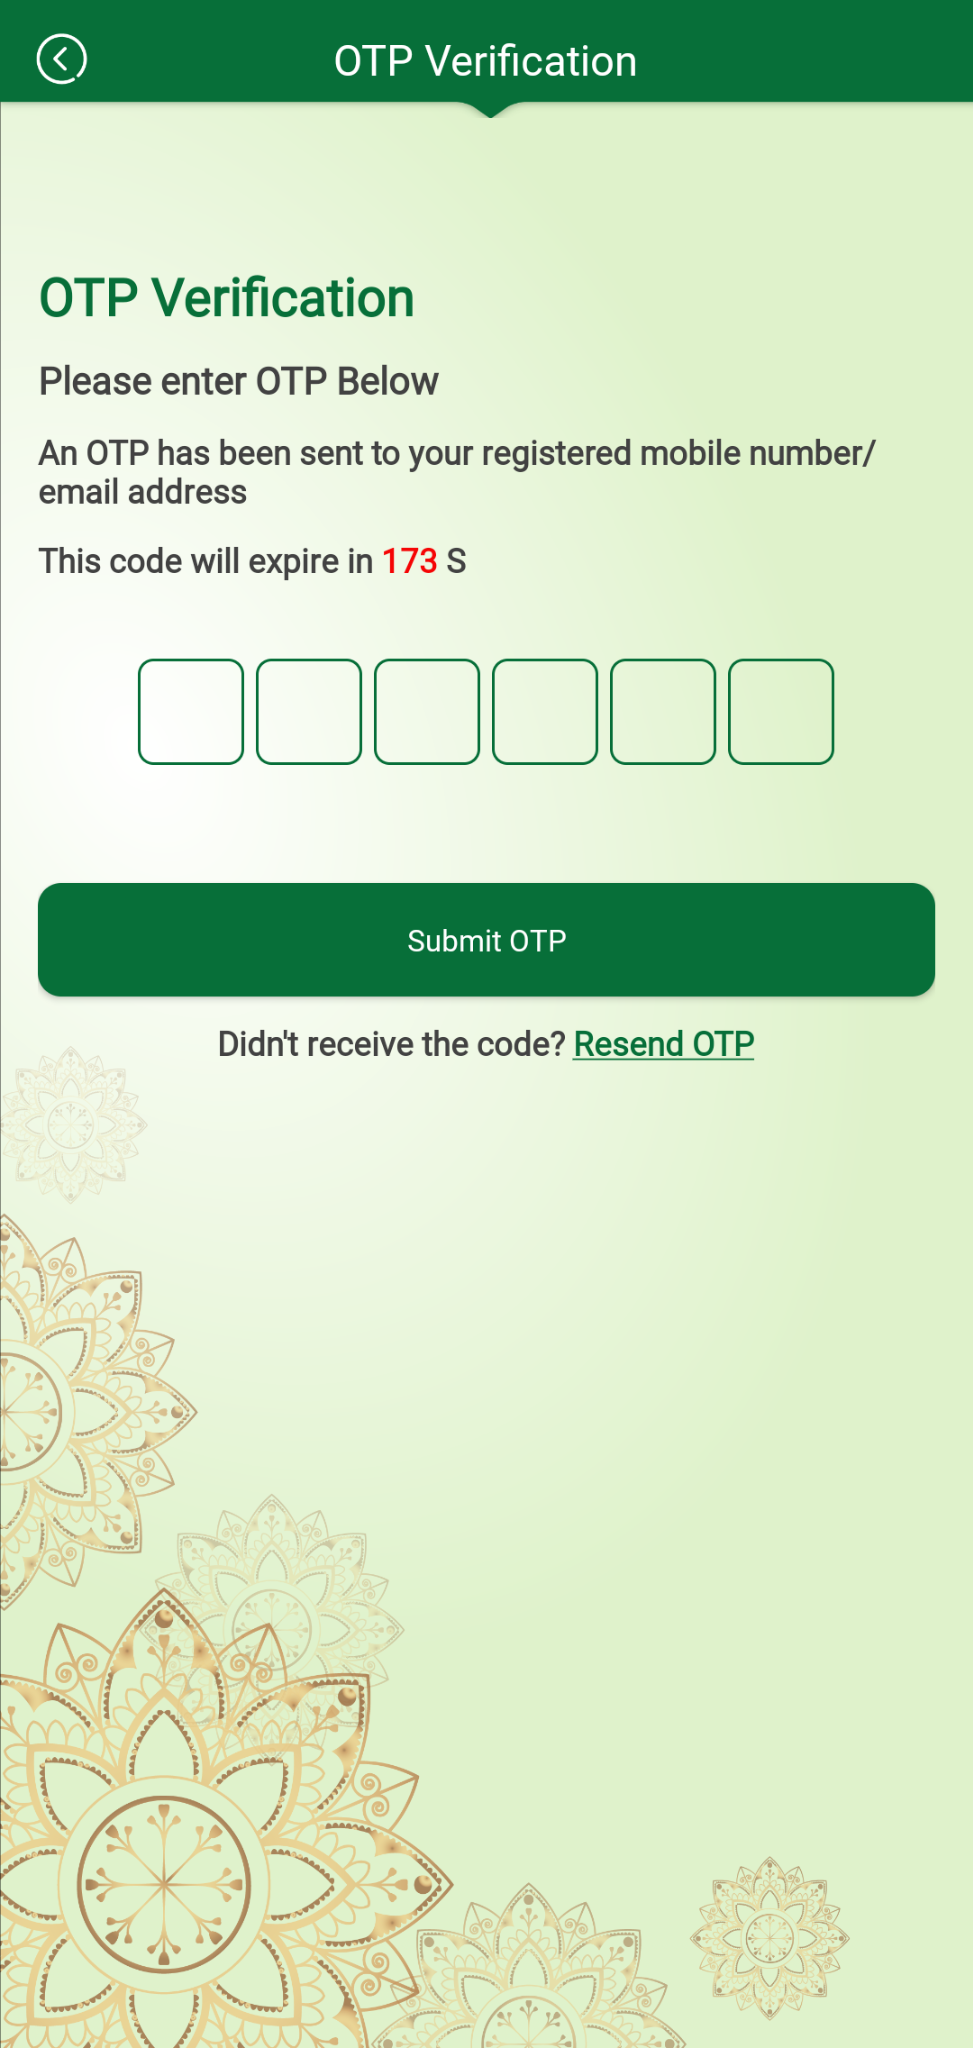 OTP Verification
OTP Verification
Please enter OTP Below
An OTP has been sent to your registered mobile number/
email address
This code will expire in 173 S
Submit OTP
Didn't receive the code? Resend OTP